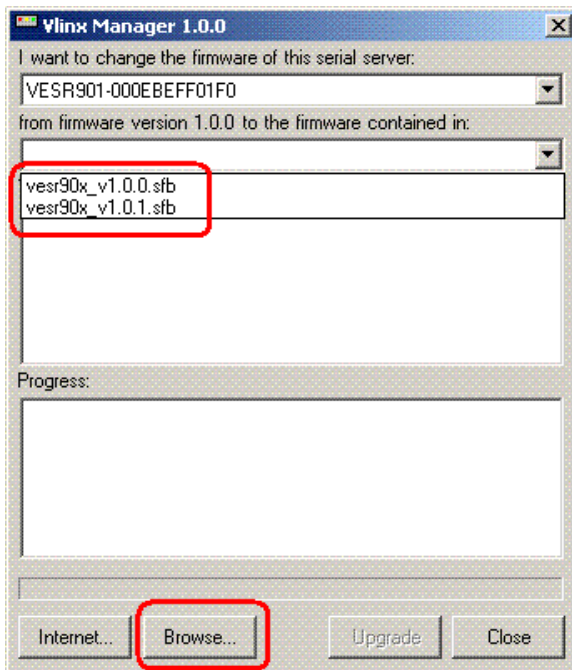 Vlinx Manager 1.0.0
I want to change the firmware of this serial server:
VESR901-000EBEFF01F0
from firmware version 1.0.0 to the firmware contained in:
vesr90x_v1.0.0.sfb
vesr90x_v1.0.1.sfb
Progress:
Internet... Browse... Upgrade Close